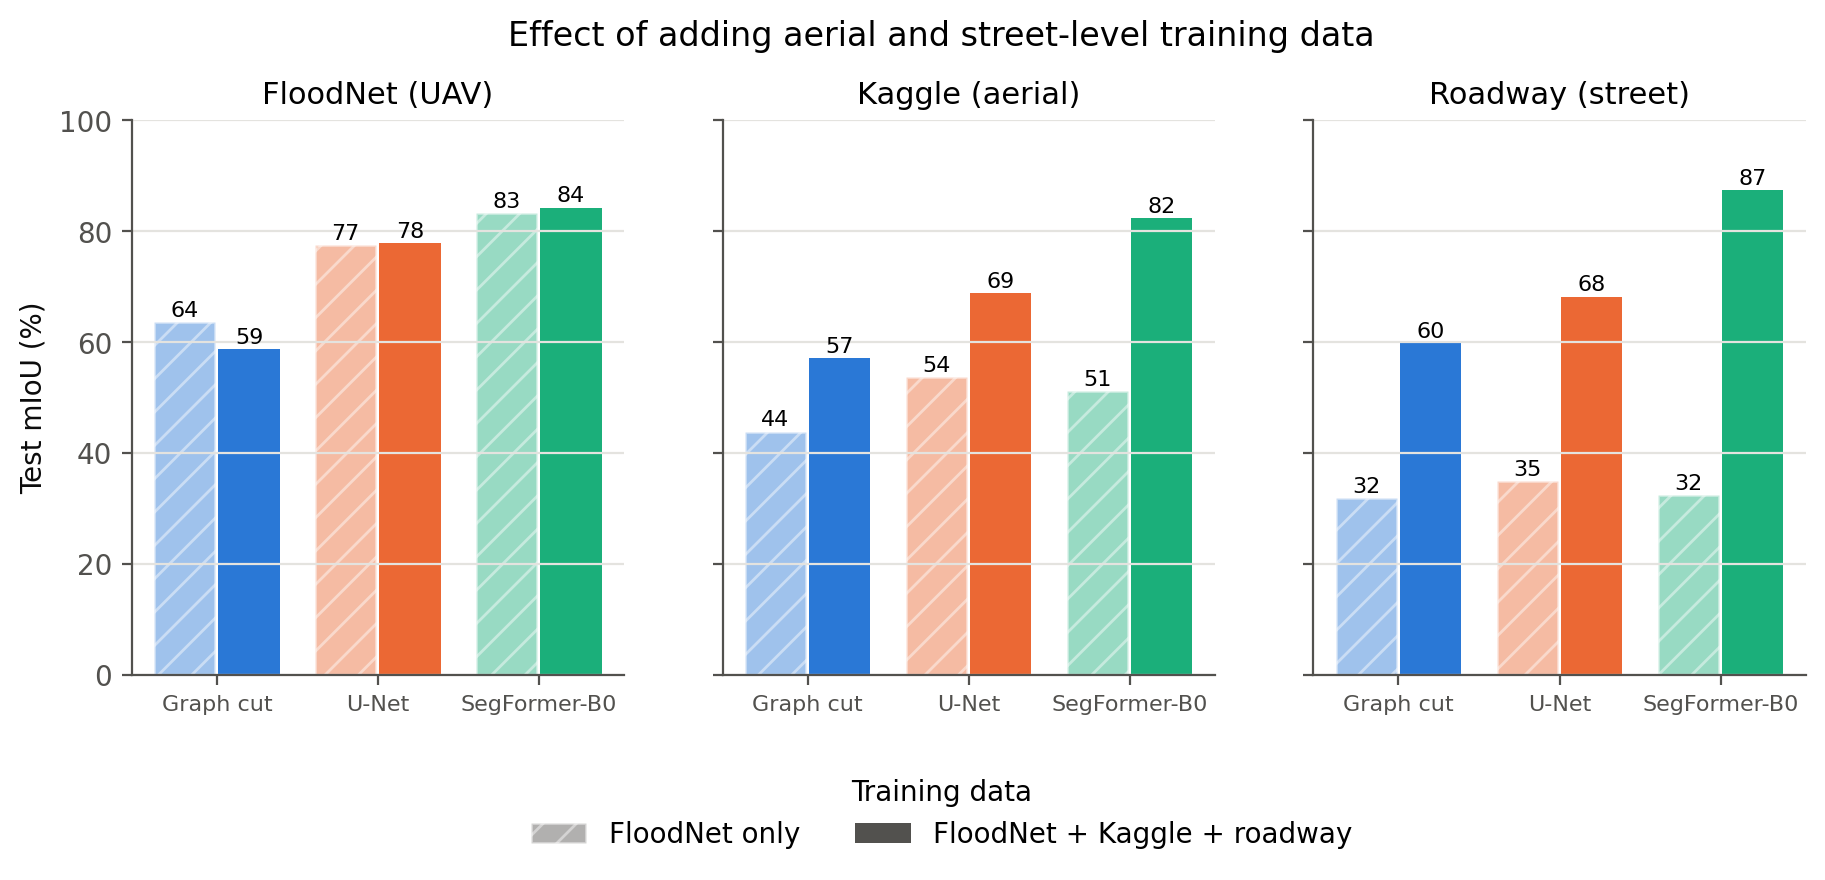 Effect of adding aerial and street-level training data
FloodNet (UAV)
Kaggle (aerial)
Roadway (street)
Test mIoU (%)
100
80
60
40
20
0
64
59
77
78
83
84
Graph cut
U-Net
SegFormer-B0
44
57
54
69
51
82
Graph cut
U-Net
SegFormer-B0
32
60
35
68
32
87
Graph cut
U-Net
SegFormer-B0
Training data
FloodNet only
FloodNet + Kaggle + roadway